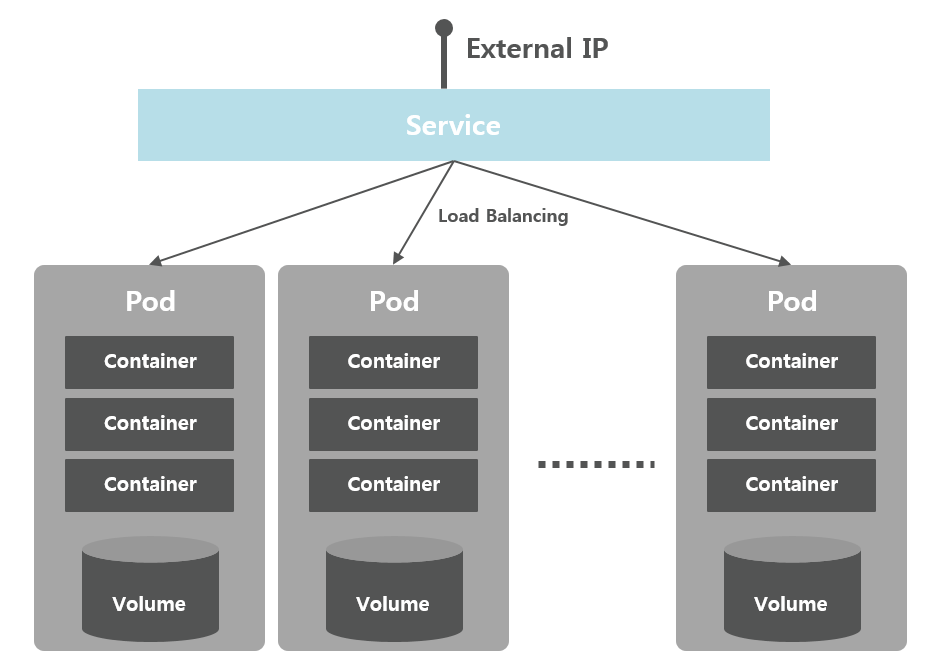 External IP
Service
Load Balancing
Pod
Container
Container
Container
Volume
Pod
Container
Container
Container
Volume
Pod
Container
Container
Container
Volume